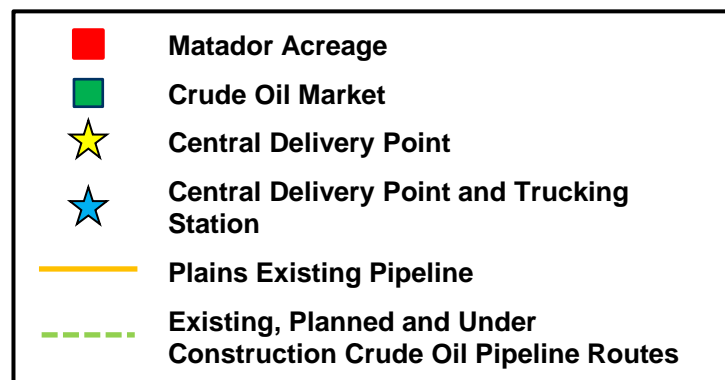 Matador Acreage
Crude Oil Market
Central Delivery Point
Central Delivery Point and Trucking
Station
Plains Existing Pipeline
Existing, Planned and Under
Construction Crude Oil Pipeline Routes